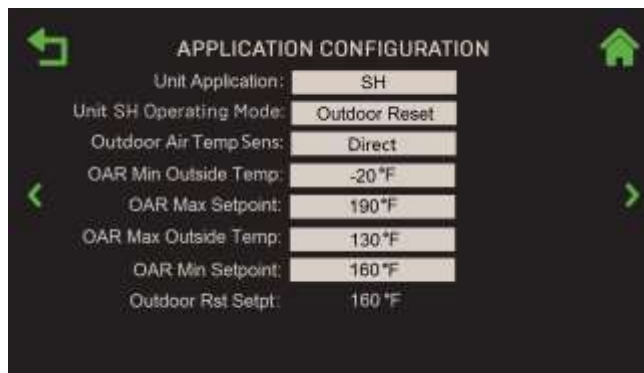 APPLICATION CONFIGURATION
Unit Application: SH
Unit SH Operating Mode: Outdoor Reset
Outdoor Air Temp Sens: Direct
OAR Min Outside Temp: -20 °F
OAR Max Setpoint: 190°F
OAR Max Outside Temp: 130 °F
OAR Min Setpoint: 160 °F
Outdoor Rst Setpt: 160 °F